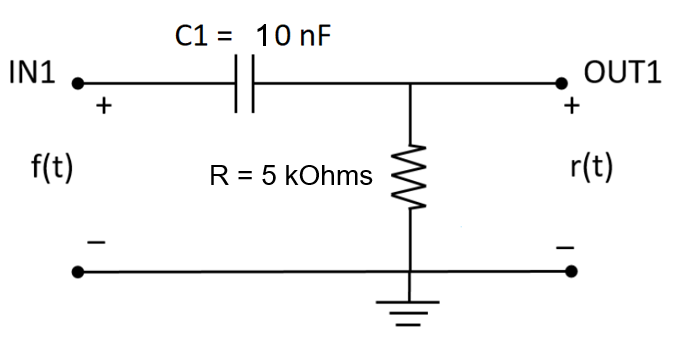 C1 = 10 nF
IN1
OUT1
+
+
f(t)
R = 5 kOhms
r(t)
–
–